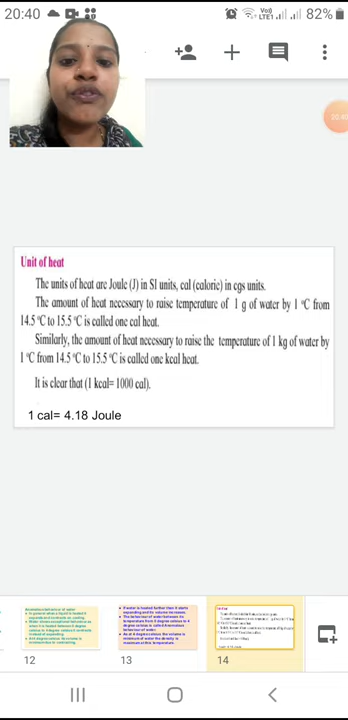 20:40
Vo)) LTE1
82%
00:46
Unit of heat
The units of heat are Joule (J) in SI units, cal (calorie) in cgs units.
The amount of heat necessary to raise temperature of 1 g of water by 1 °C from
14.5 °C to 15.5 °C is called one cal heat.
Similarly, the amount of heat necessary to raise the temperature of 1 kg of water by
1 °C from 14.5 °C to 15.5 °C is called one kcal heat.
It is clear that (1 kcal= 1000 cal).
1 cal= 4.18 Joule
12
13
14